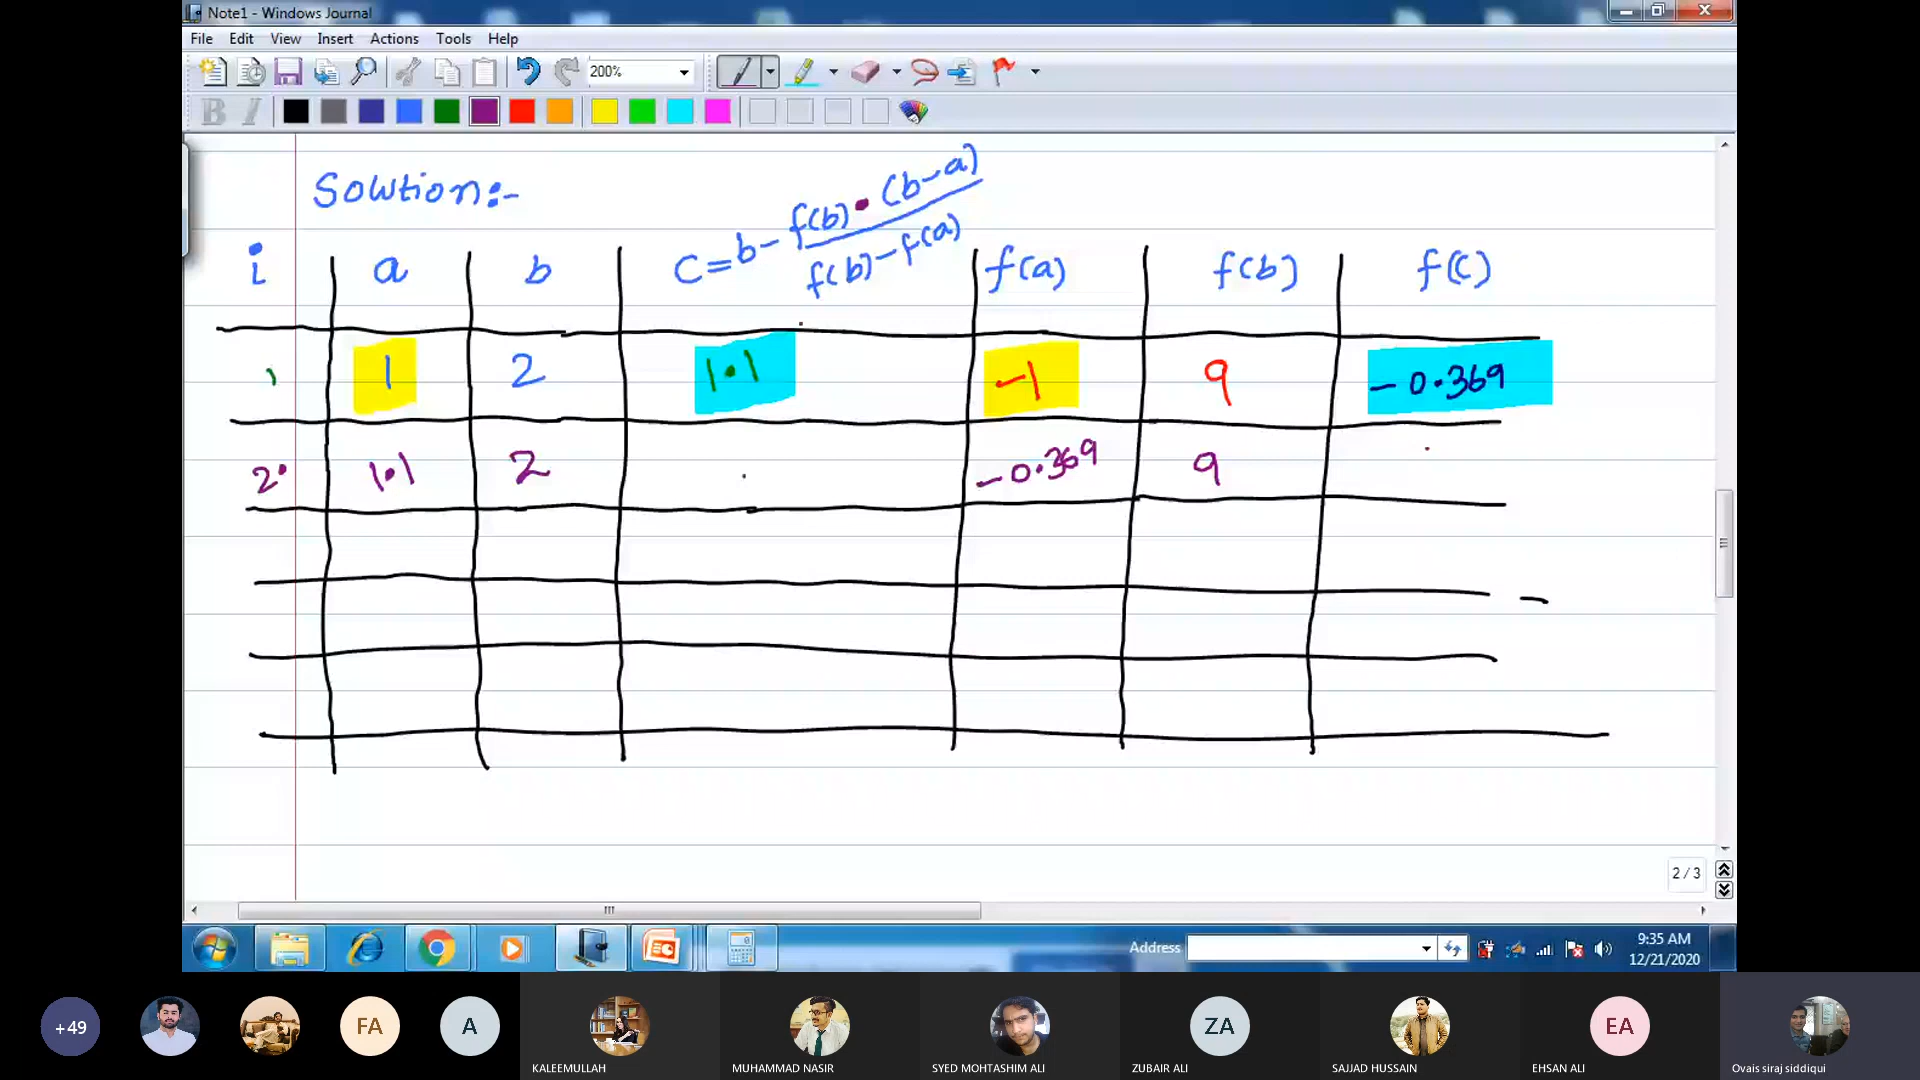 Note1 - Windows Journal
File Edit View Insert Actions Tools Help
200%
B I
Solution:-
i a b C = b - f(b) • (b-a) / f(b) - f(a) f(a) f(b) f(c)
1 1 2 1.1 -1 9 -0.369
2. 1.1 2 -0.369 9
2 / 3
Address
9:35 AM
12/21/2020
+49
FA
A
ZA
EA
KALEEMULLAH
MUHAMMAD NASIR
SYED MOHTASHIM ALI
ZUBAIR ALI
SAJJAD HUSSAIN
EHSAN ALI
Ovais siraj siddiqui